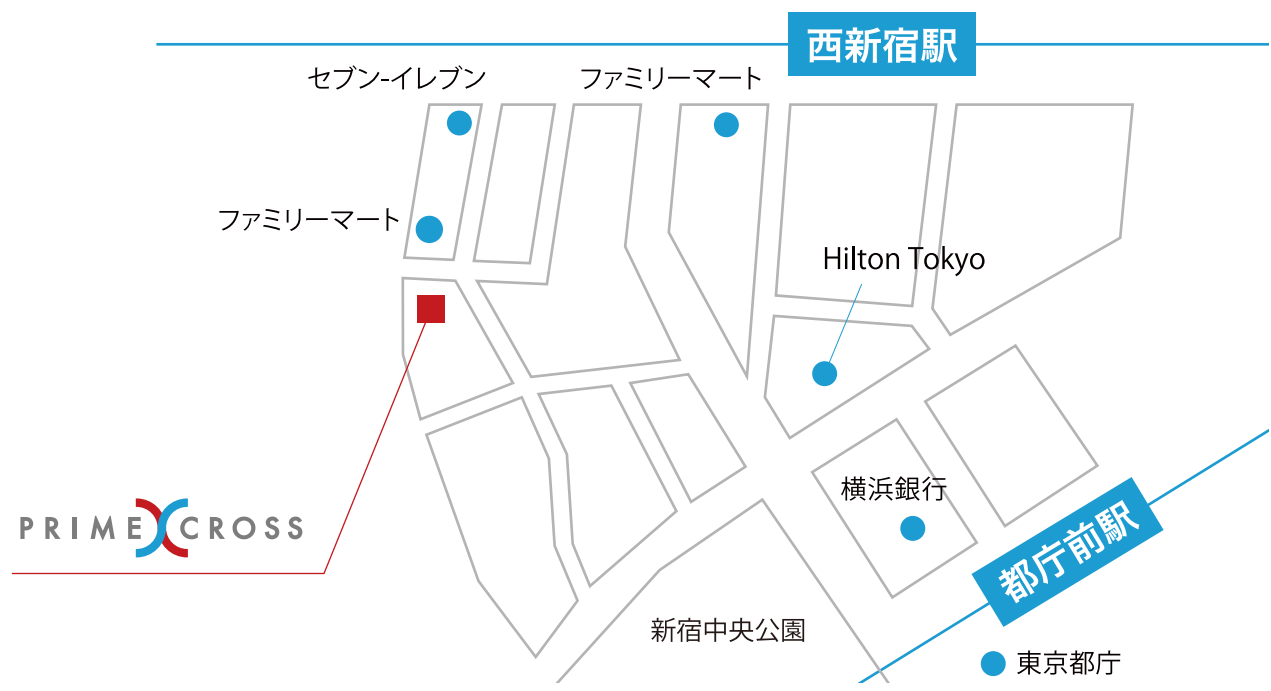 西新宿駅
セブン-イレブン
ファミリーマート
ファミリーマート
Hilton Tokyo
横浜銀行
PRIME CROSS
都庁前駅
新宿中央公園
東京都庁